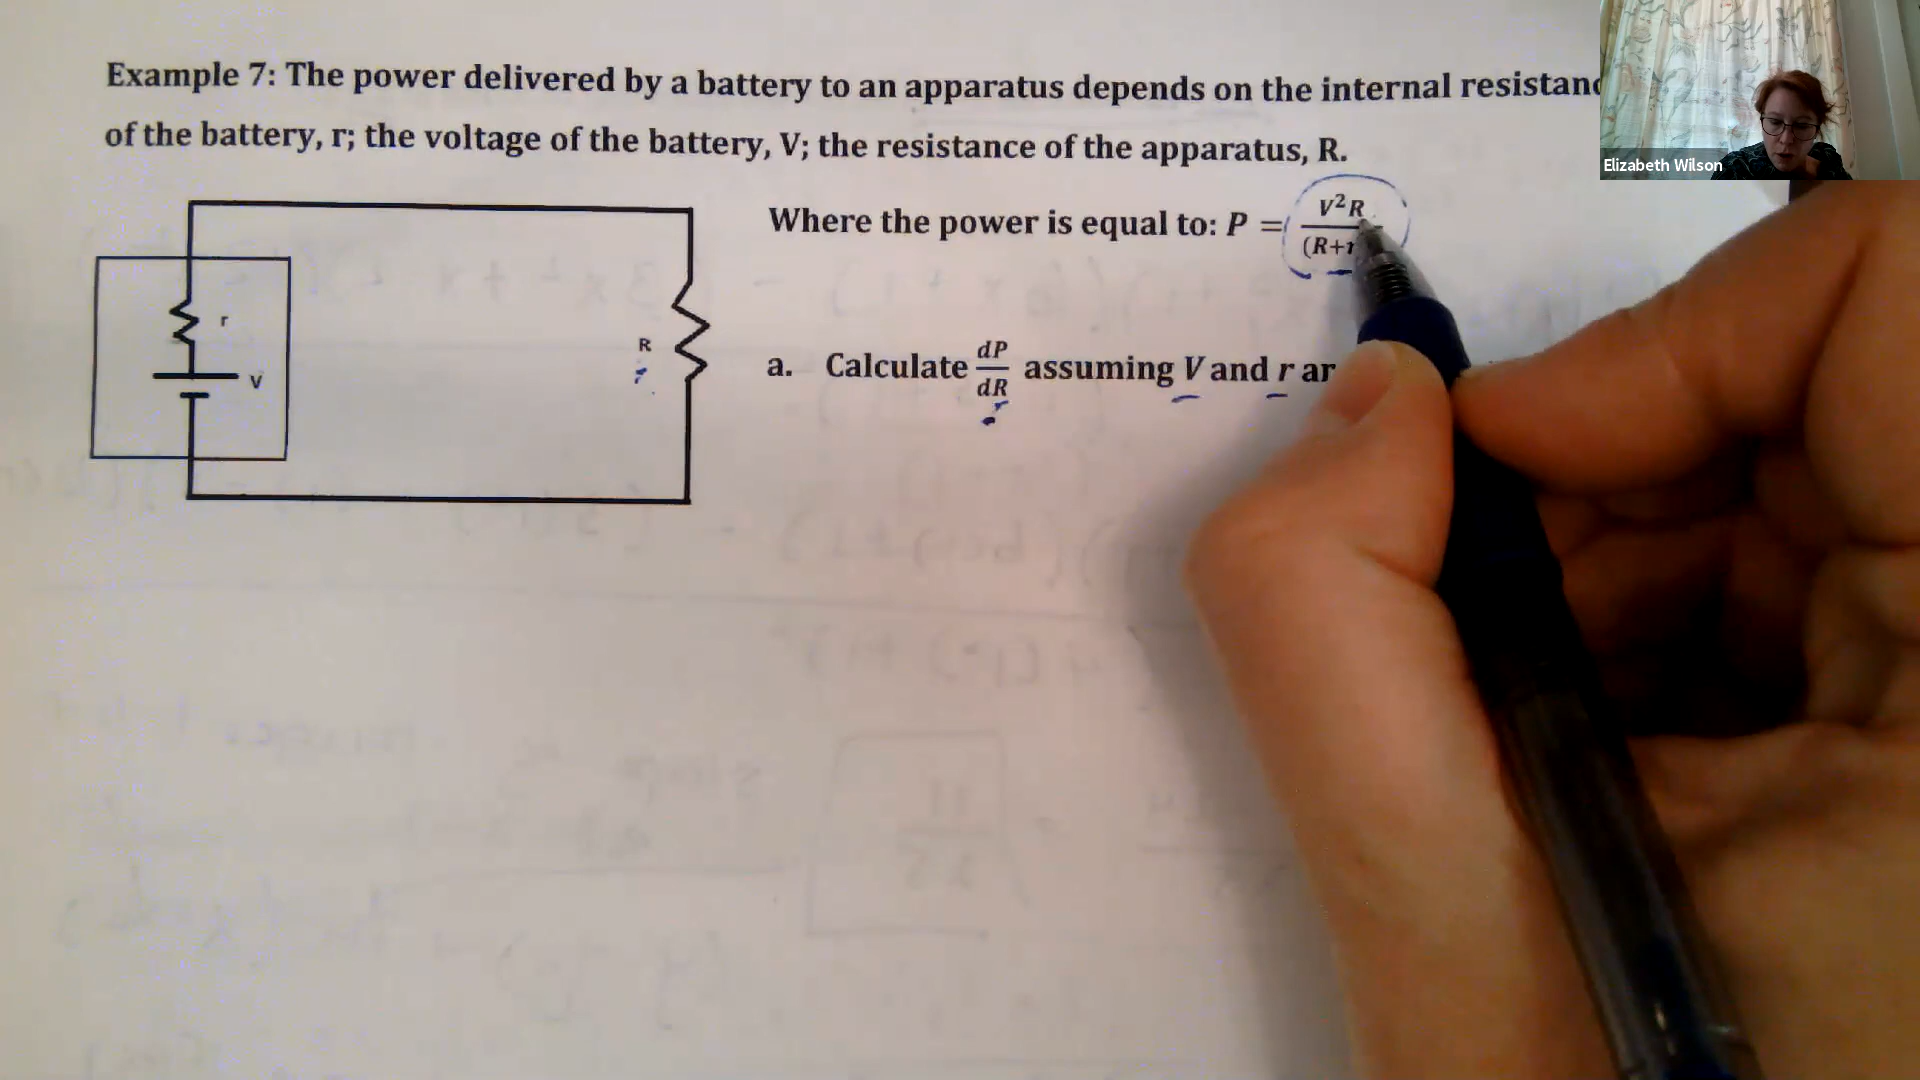 Example 7: The power delivered by a battery to an apparatus depends on the internal resistanc
of the battery, r; the voltage of the battery, V; the resistance of the apparatus, R.
Elizabeth Wilson
Where the power is equal to: P = V²R
(R+r
r
V
R
a. Calculate dP/dR assuming V and r ar